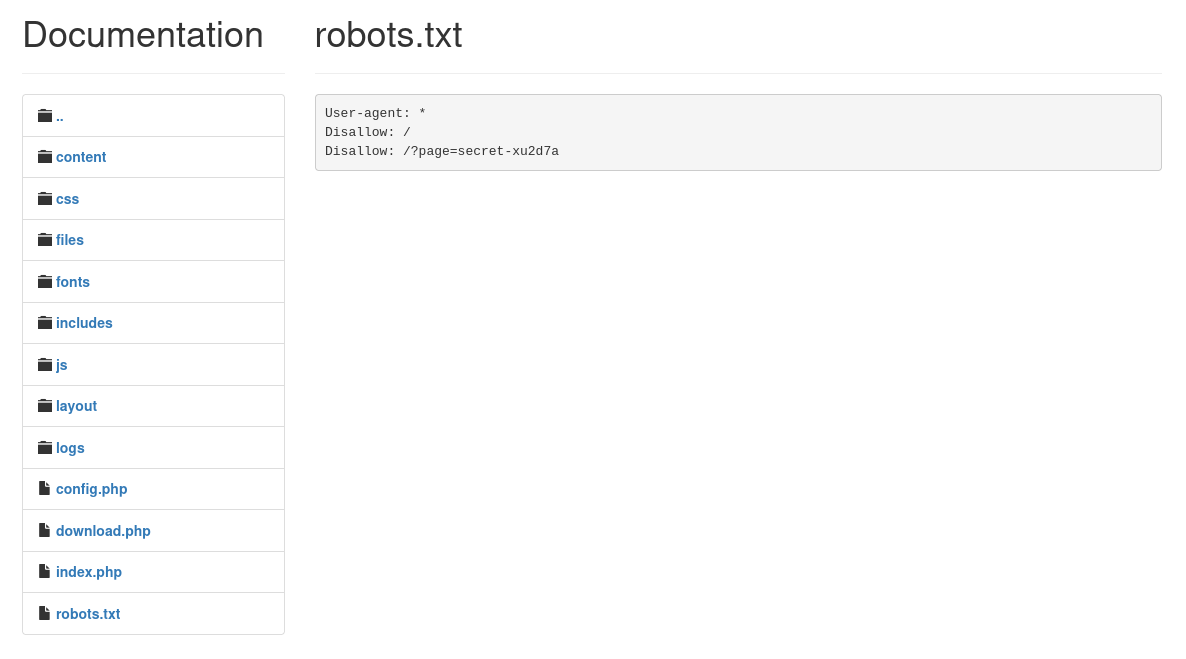 Documentation
..
content
css
files
fonts
includes
js
layout
logs
config.php
download.php
index.php
robots.txt
robots.txt
User-agent: *
Disallow: /
Disallow: /?page=secret-xu2d7a